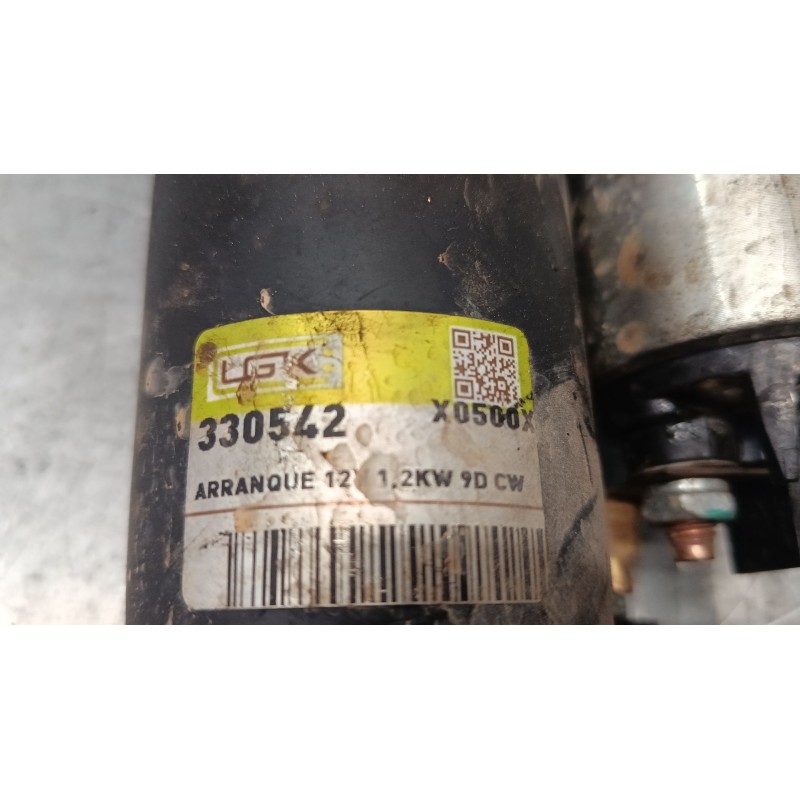 LGK
330542
X0500X
ARRANQUE 12V 1,2KW 9D CW